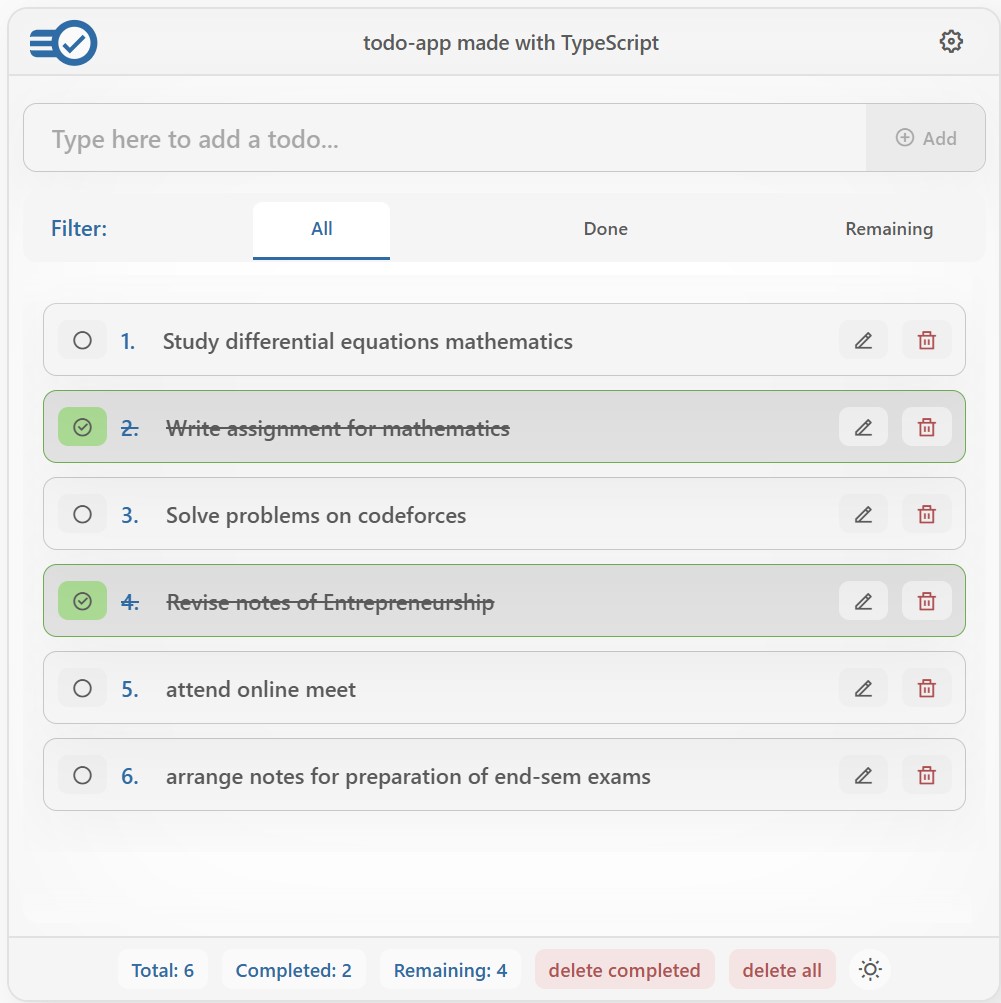 todo-app made with TypeScript
Type here to add a todo...
Add
Filter: All Done Remaining
1. Study differential equations mathematics
2. Write assignment for mathematics
3. Solve problems on codeforces
4. Revise notes of Entrepreneurship
5. attend online meet
6. arrange notes for preparation of end-sem exams
Total: 6 Completed: 2 Remaining: 4 delete completed delete all